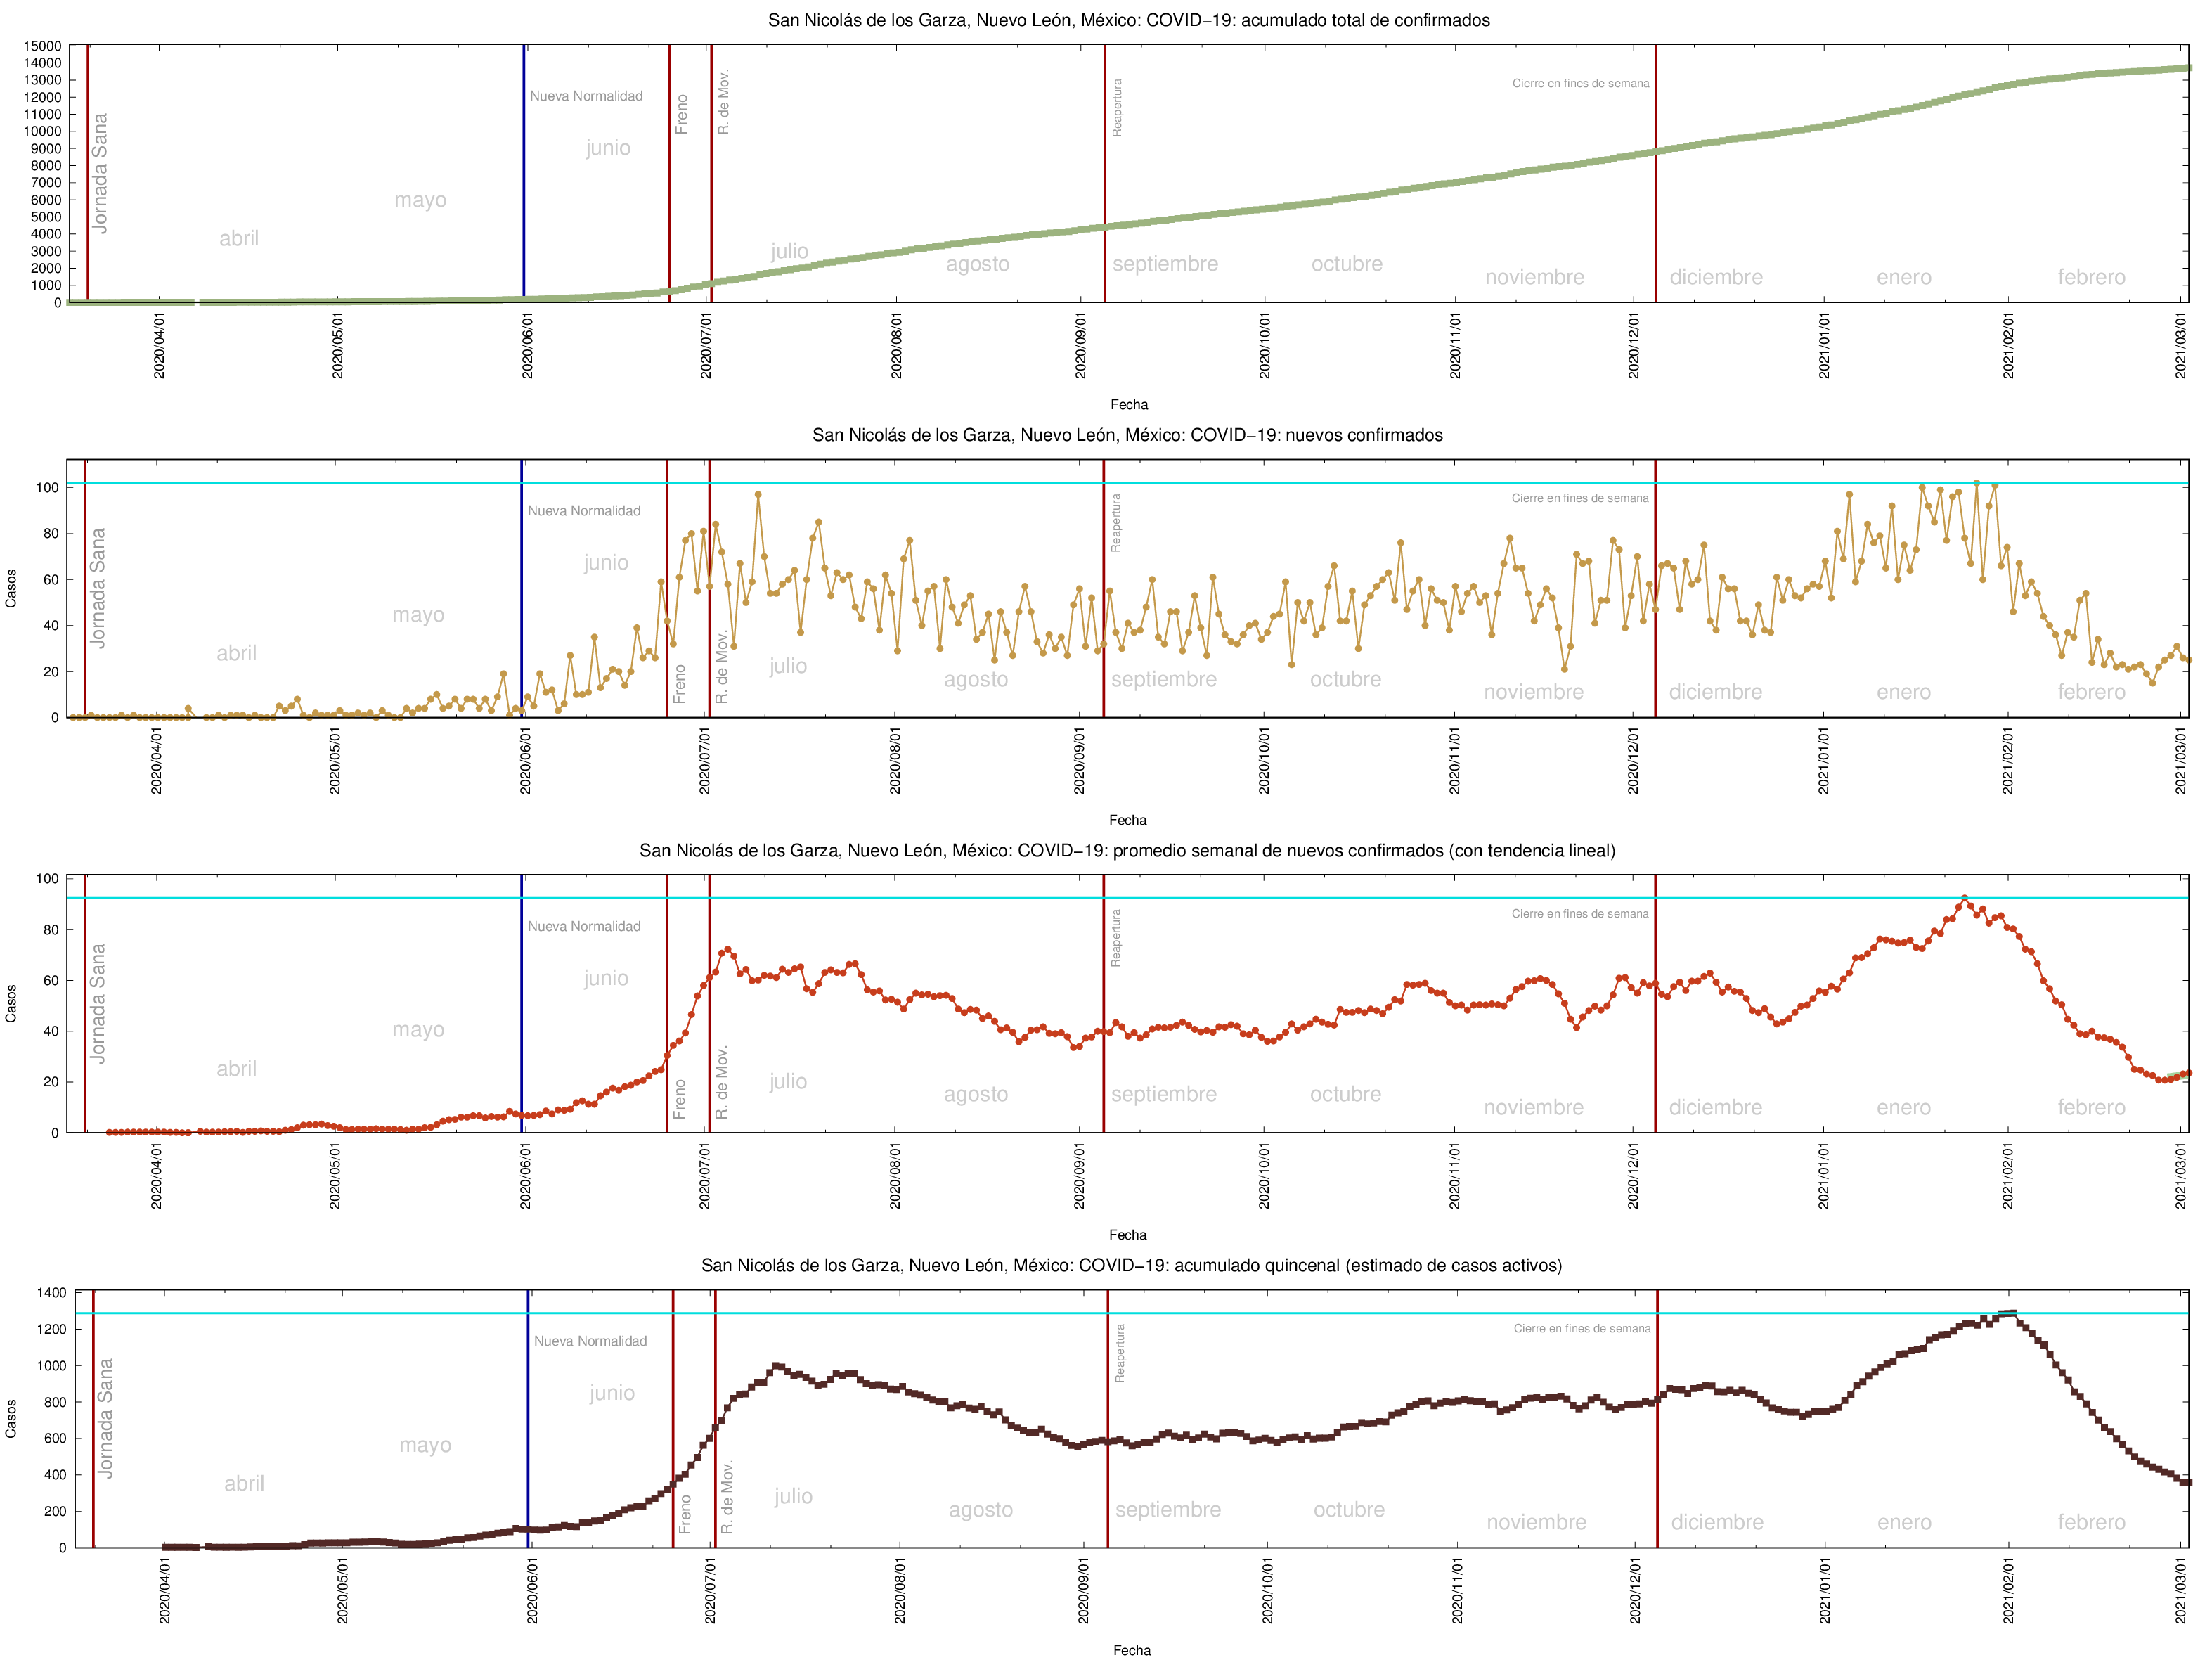 San Nicolás de los Garza, Nuevo León, México: COVID−19: acumulado total de confirmados
15000
14000
13000
12000
11000
10000
9000
8000
7000
6000
5000
4000
3000
2000
1000
0
Jornada Sana
Nueva Normalidad
Freno
R. de Mov.
Reapertura
Cierre en fines de semana
abril
mayo
junio
julio
agosto
septiembre
octubre
noviembre
diciembre
enero
febrero
2020/04/01
2020/05/01
2020/06/01
2020/07/01
2020/08/01
2020/09/01
2020/10/01
2020/11/01
2020/12/01
2021/01/01
2021/02/01
2021/03/01
Fecha
San Nicolás de los Garza, Nuevo León, México: COVID−19: nuevos confirmados
Casos
100
80
60
40
20
0
Jornada Sana
Nueva Normalidad
Freno
R. de Mov.
Reapertura
Cierre en fines de semana
abril
mayo
junio
julio
agosto
septiembre
octubre
noviembre
diciembre
enero
febrero
2020/04/01
2020/05/01
2020/06/01
2020/07/01
2020/08/01
2020/09/01
2020/10/01
2020/11/01
2020/12/01
2021/01/01
2021/02/01
2021/03/01
Fecha
San Nicolás de los Garza, Nuevo León, México: COVID−19: promedio semanal de nuevos confirmados (con tendencia lineal)
Casos
100
80
60
40
20
0
Jornada Sana
Nueva Normalidad
Freno
R. de Mov.
Reapertura
Cierre en fines de semana
abril
mayo
junio
julio
agosto
septiembre
octubre
noviembre
diciembre
enero
febrero
2020/04/01
2020/05/01
2020/06/01
2020/07/01
2020/08/01
2020/09/01
2020/10/01
2020/11/01
2020/12/01
2021/01/01
2021/02/01
2021/03/01
Fecha
San Nicolás de los Garza, Nuevo León, México: COVID−19: acumulado quincenal (estimado de casos activos)
Casos
1400
1200
1000
800
600
400
200
0
Jornada Sana
Nueva Normalidad
Freno
R. de Mov.
Reapertura
Cierre en fines de semana
abril
mayo
junio
julio
agosto
septiembre
octubre
noviembre
diciembre
enero
febrero
2020/04/01
2020/05/01
2020/06/01
2020/07/01
2020/08/01
2020/09/01
2020/10/01
2020/11/01
2020/12/01
2021/01/01
2021/02/01
2021/03/01
Fecha